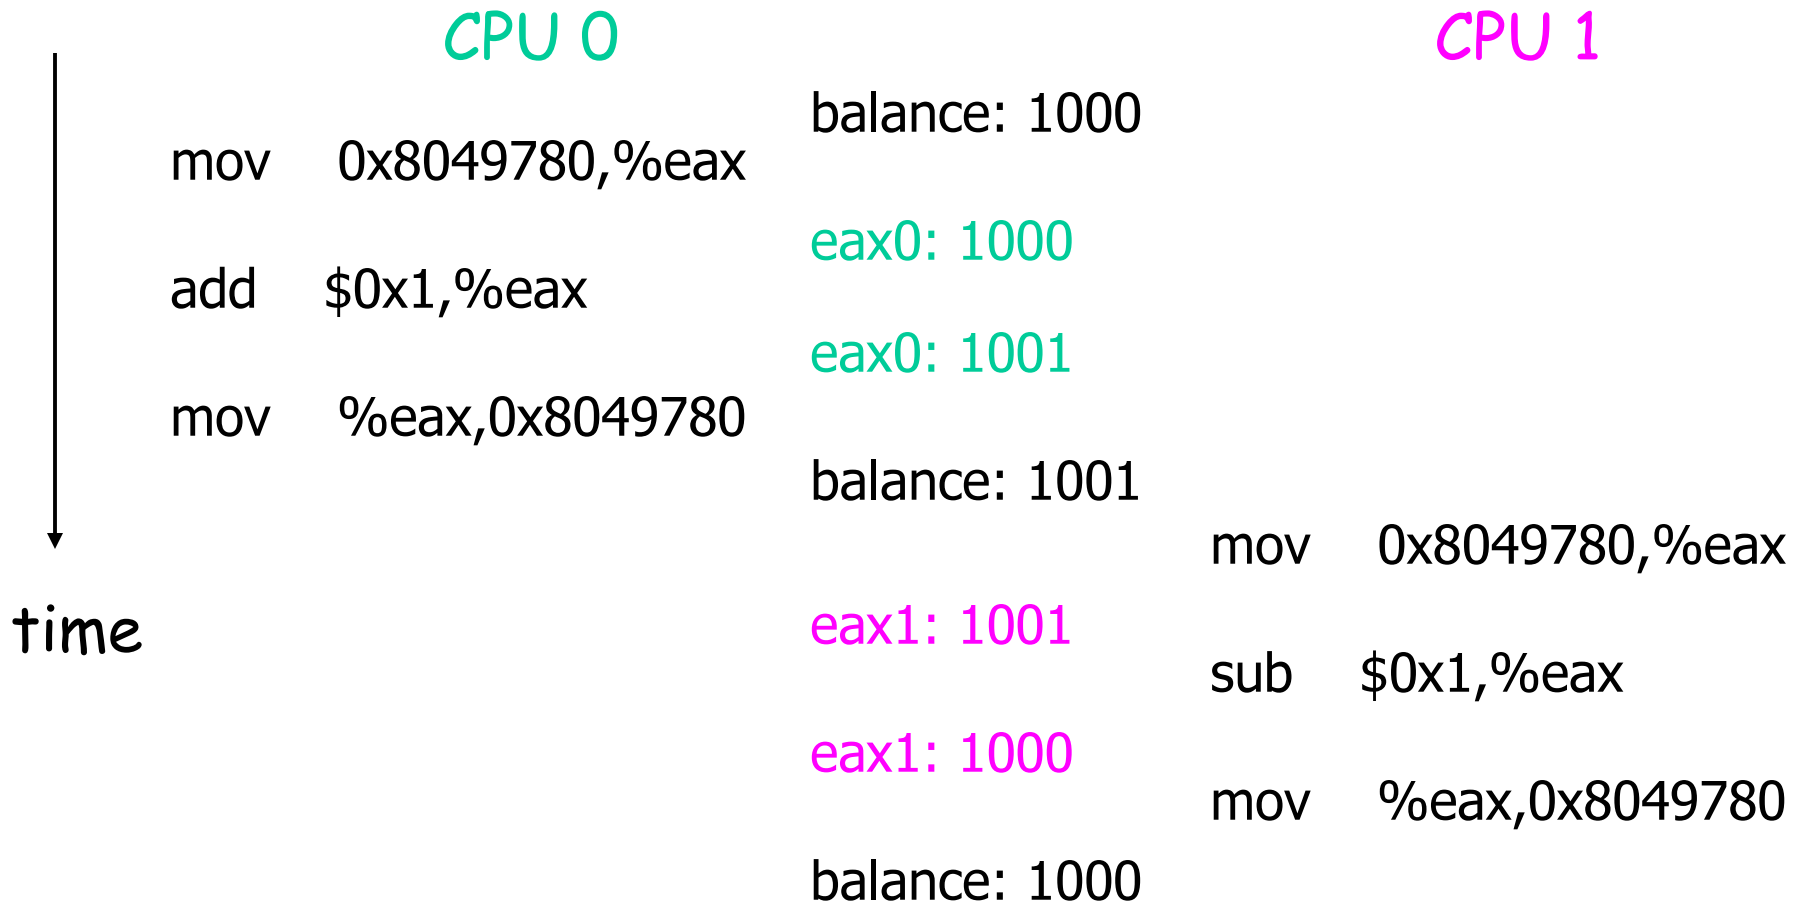 CPU 0 CPU 1
balance: 1000
mov 0x8049780,%eax
eax0: 1000
add $0x1,%eax
eax0: 1001
mov %eax,0x8049780
balance: 1001
mov 0x8049780,%eax
time
eax1: 1001
sub $0x1,%eax
eax1: 1000
mov %eax,0x8049780
balance: 1000